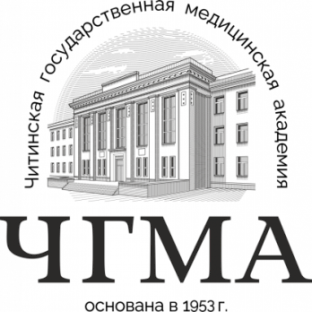 Читинская государственная медицинская академия
ЧГМА
основана в 1953 г.